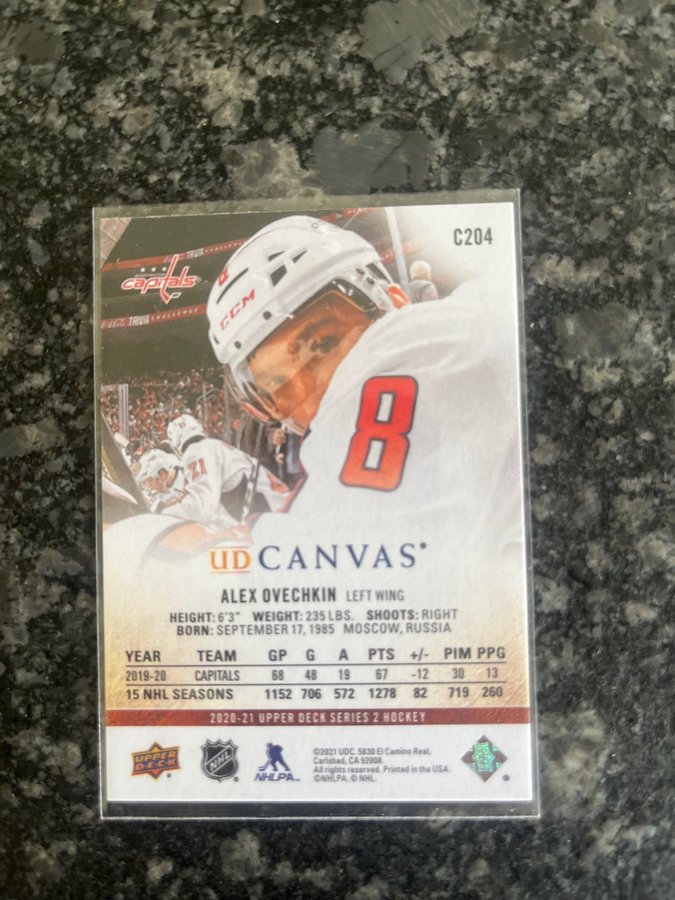 C204
capitals
TRIVIA CHALLENGE
8
CCM
8
21
UD CANVAS
ALEX OVECHKIN LEFT WING
HEIGHT: 6'3" WEIGHT: 235 LBS. SHOOTS: RIGHT
BORN: SEPTEMBER 17, 1985 MOSCOW, RUSSIA
YEAR TEAM GP G A PTS +/- PIM PPG
2019-20 CAPITALS 68 48 19 67 -12 30 13
15 NHL SEASONS 1152 706 572 1278 82 719 260
2020-21 UPPER DECK SERIES 2 HOCKEY
UPPER DECK
NHL
NHLPA
©2021 UDC. 5830 El Camino Real,
Carlsbad, CA 92008.
All rights reserved. Printed in the USA.
©NHLPA. © NHL.
®